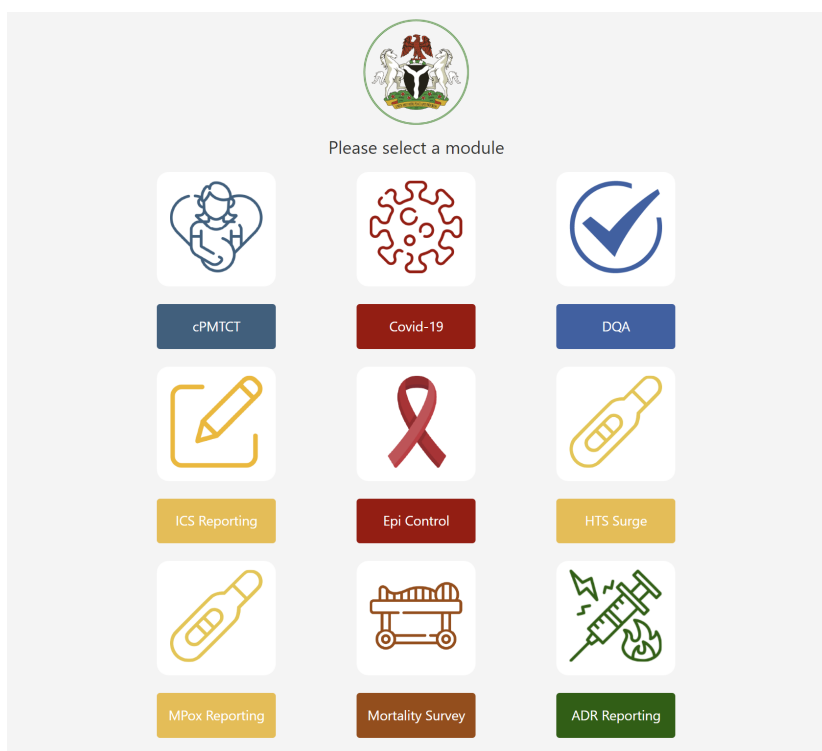 Please select a module
cPMTCT
Covid-19
DQA
ICS Reporting
Epi Control
HTS Surge
MPox Reporting
Mortality Survey
ADR Reporting